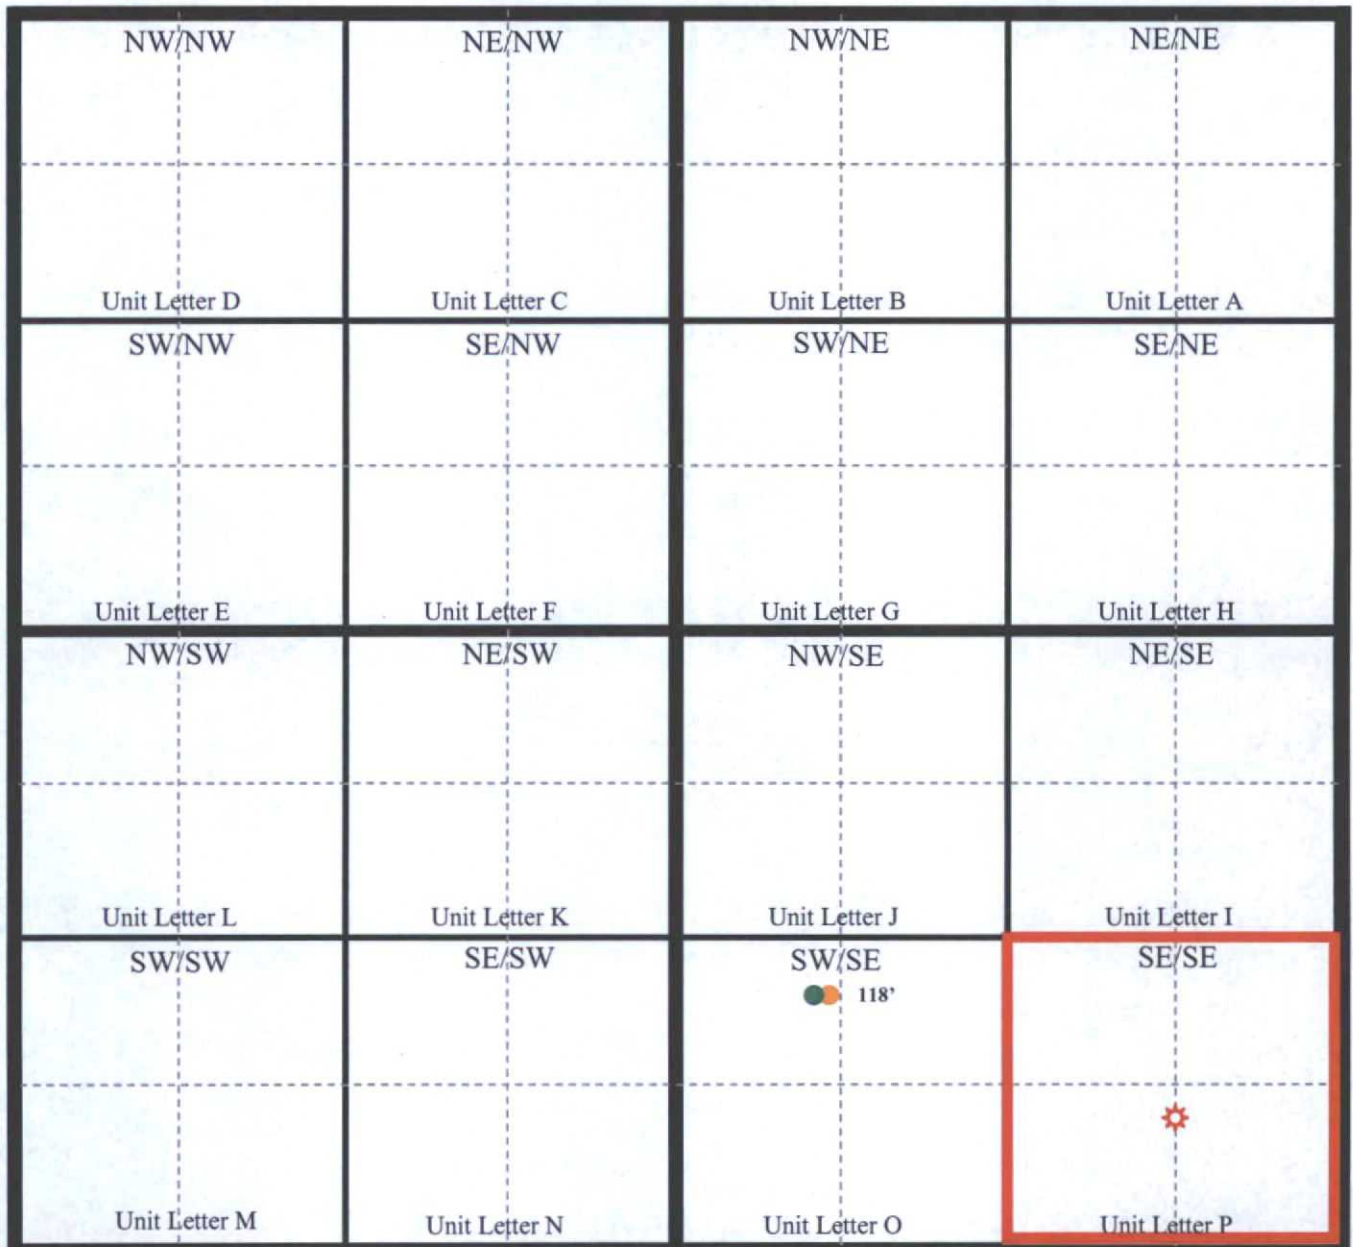 NW/NW NE/NW NW/NE NE/NE
Unit Letter D Unit Letter C Unit Letter B Unit Letter A
SW/NW SE/NW SW/NE SE/NE
Unit Letter E Unit Letter F Unit Letter G Unit Letter H
NW/SW NE/SW NW/SE NE/SE
Unit Letter L Unit Letter K Unit Letter J Unit Letter I
SW/SW SE/SW SW/SE SE/SE
118'
Unit Letter M Unit Letter N Unit Letter O Unit Letter P